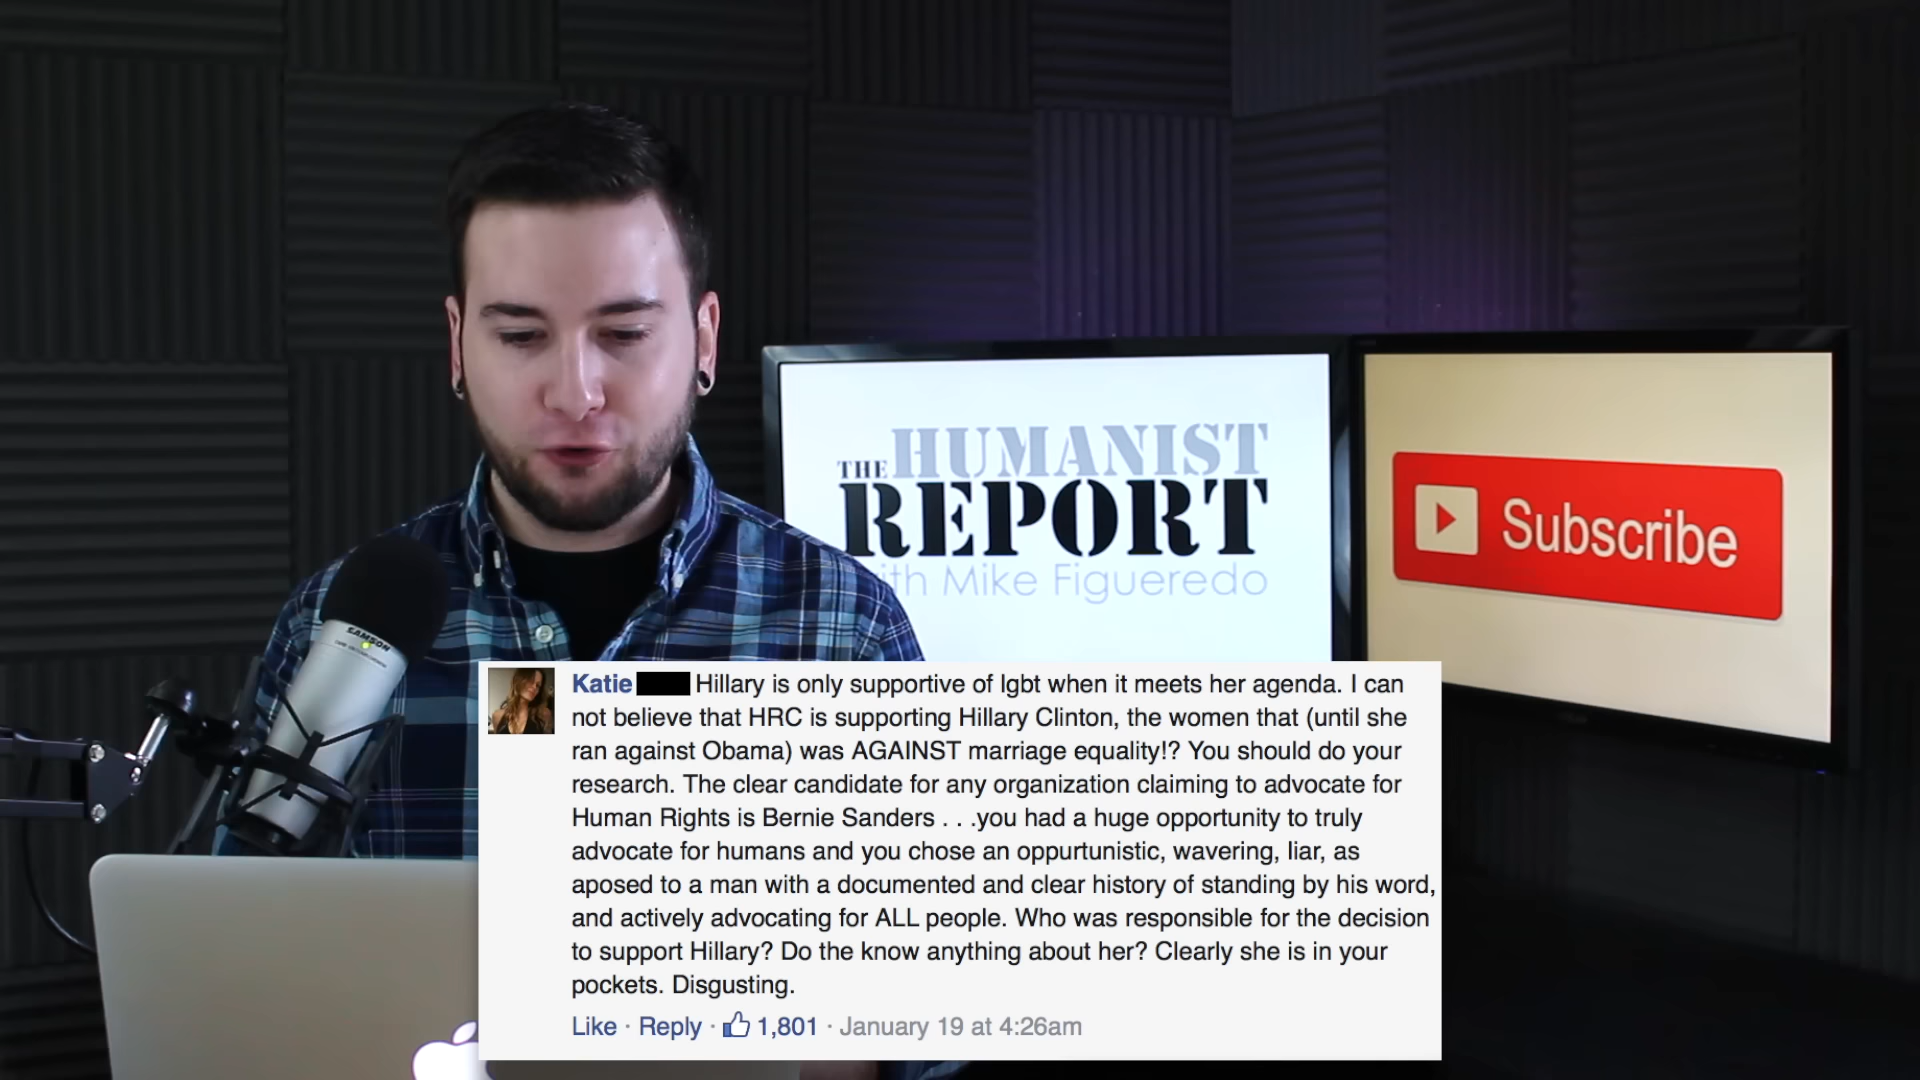 THE HUMANIST
REPORT
th Mike Figueredo
Subscribe
SAMSON
Katie Hillary is only supportive of lgbt when it meets her agenda. I can
not believe that HRC is supporting Hillary Clinton, the women that (until she
ran against Obama) was AGAINST marriage equality!? You should do your
research. The clear candidate for any organization claiming to advocate for
Human Rights is Bernie Sanders . . .you had a huge opportunity to truly
advocate for humans and you chose an oppurtunistic, wavering, liar, as
aposed to a man with a documented and clear history of standing by his word,
and actively advocating for ALL people. Who was responsible for the decision
to support Hillary? Do the know anything about her? Clearly she is in your
pockets. Disgusting.
Like · Reply · 1,801 · January 19 at 4:26am